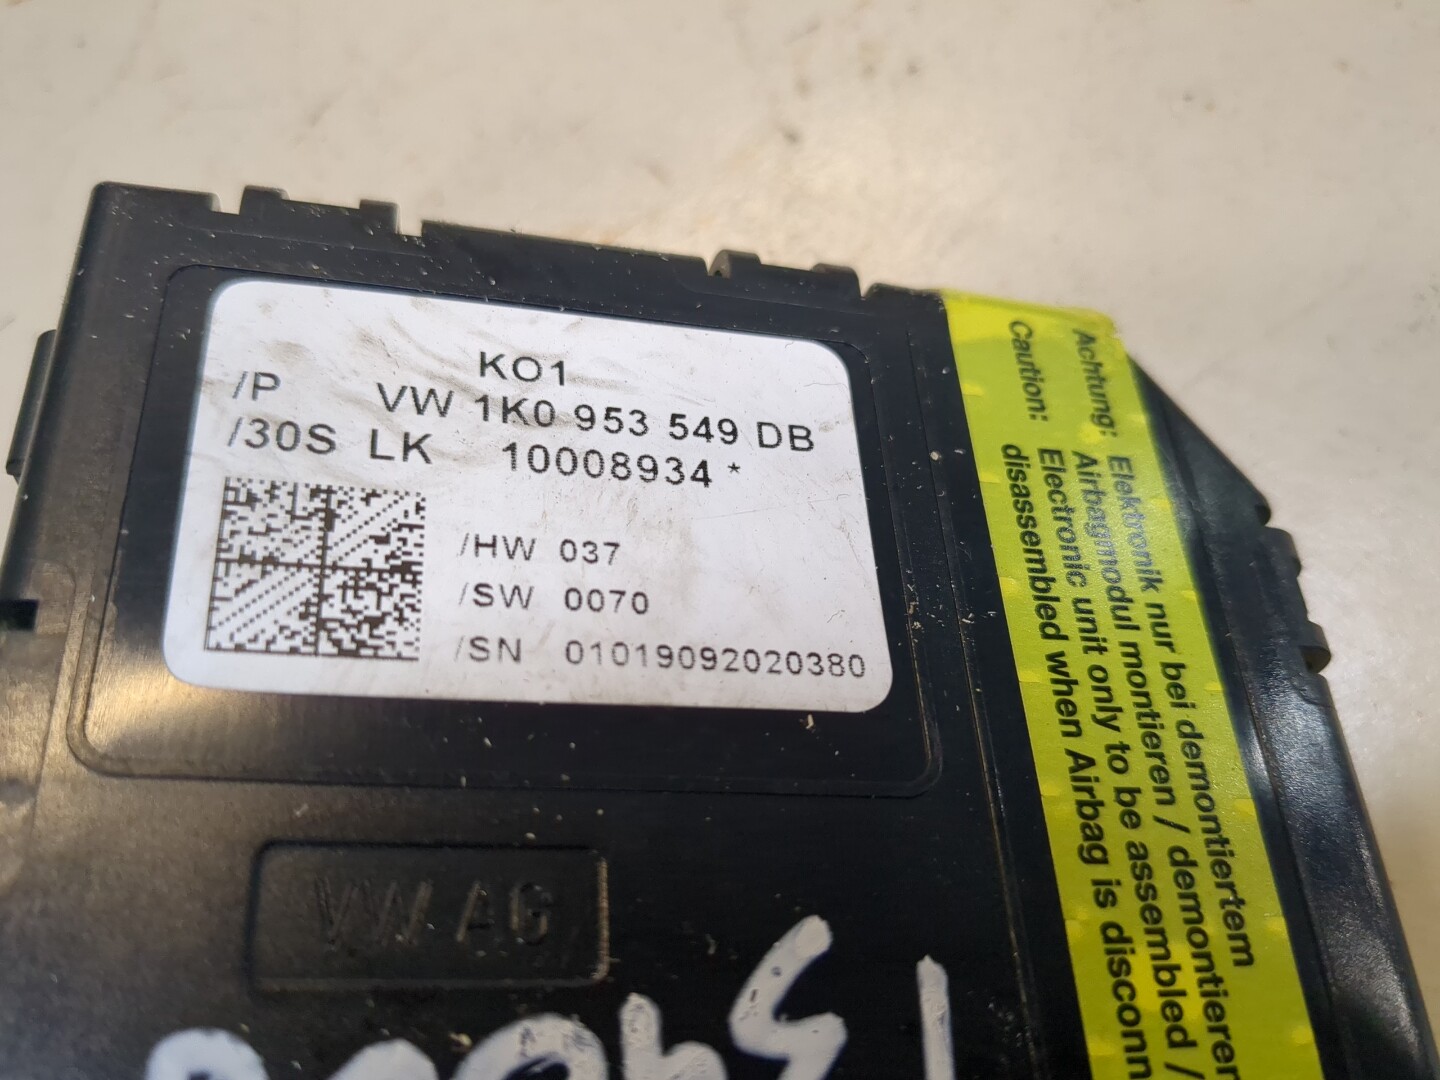 KO1
/P VW 1K0 953 549 DB
/30S LK 10008934 *
/HW 037
/SW 0070
/SN 01019092020380
VW AG
Achtung: Elektronik nur bei demontiertem
Airbagmodul montieren / demontieren
Caution: Electronic unit only to be assembled /
disassembled when Airbag is disconn